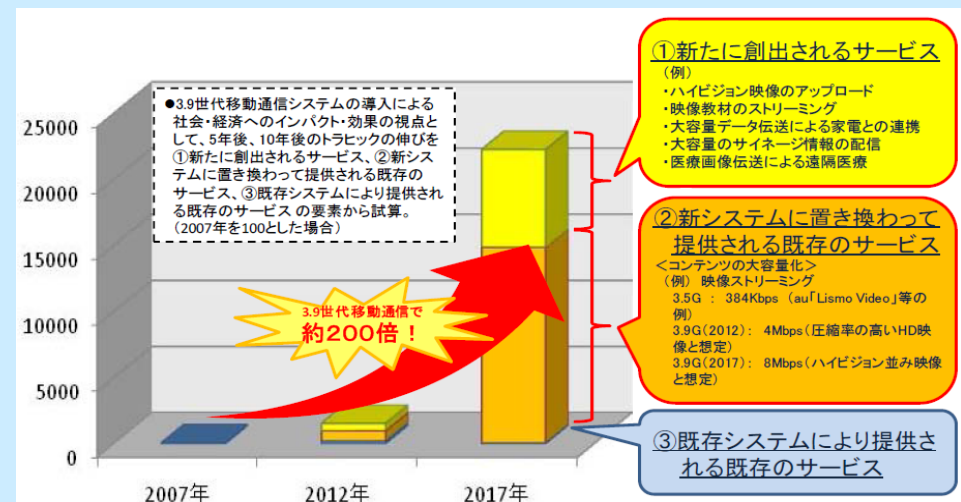 ●3.9世代移動通信システムの導入による
社会・経済へのインパクト・効果の視点と
して、5年後、10年後のトラヒックの伸びを
①新たに創出されるサービス、②新シス
テムに置き換わって提供される既存の
サービス、③既存システムにより提供され
る既存のサービス の要素から試算。
(2007年を100とした場合)
25000
20000
15000
10000
5000
0
2007年
2012年
2017年
3.9世代移動通信で
約200倍!
①新たに創出されるサービス
(例)
・ハイビジョン映像のアップロード
・映像教材のストリーミング
・大容量データ伝送による家電との連携
・大容量のサイネージ情報の配信
・医療画像伝送による遠隔医療
②新システムに置き換わって
提供される既存のサービス
<コンテンツの大容量化>
(例) 映像ストリーミング
3.5G : 384Kbps (au「Lismo Video」等の
例)
3.9G(2012): 4Mbps(圧縮率の高いHD映
像と想定)
3.9G(2017): 8Mbps(ハイビジョン並み映像
と想定)
③既存システムにより提供さ
れる既存のサービス